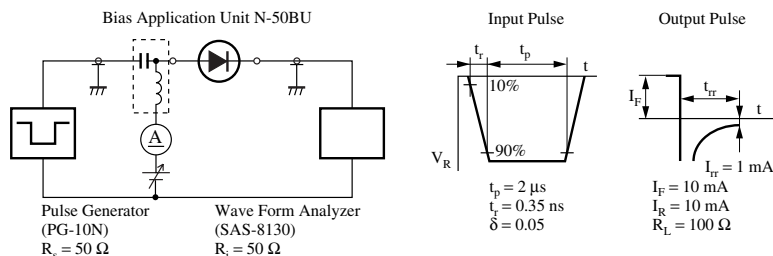 Bias Application Unit N-50BU
Input Pulse
Output Pulse
A
t_r
t_p
t
10%
90%
V_R
I_F
t_rr
t
I_rr = 1 mA
Pulse Generator
(PG-10N)
R_s = 50 Ω
Wave Form Analyzer
(SAS-8130)
R_i = 50 Ω
t_p = 2 μs
t_r = 0.35 ns
δ = 0.05
I_F = 10 mA
I_R = 10 mA
R_L = 100 Ω